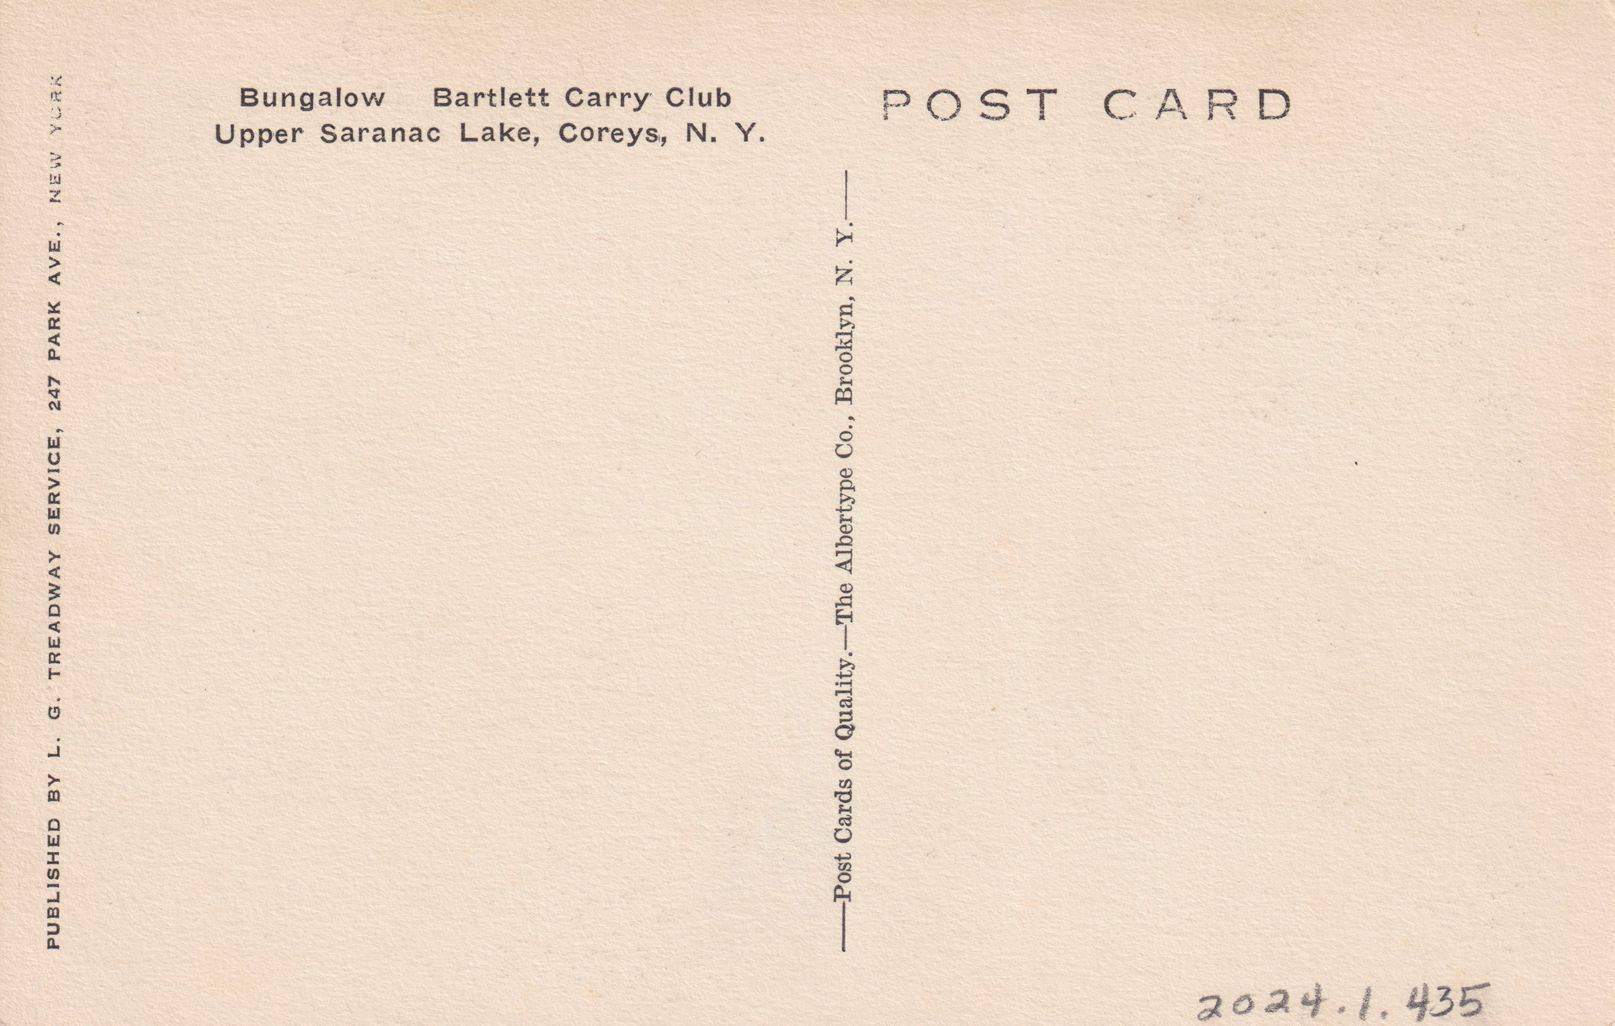 Bungalow Bartlett Carry Club
Upper Saranac Lake, Coreys, N. Y.
POST CARD
PUBLISHED BY L. G. TREADWAY SERVICE, 247 PARK AVE., NEW YORK
—Post Cards of Quality.—The Albertype Co., Brooklyn, N. Y.—
2024.1.435